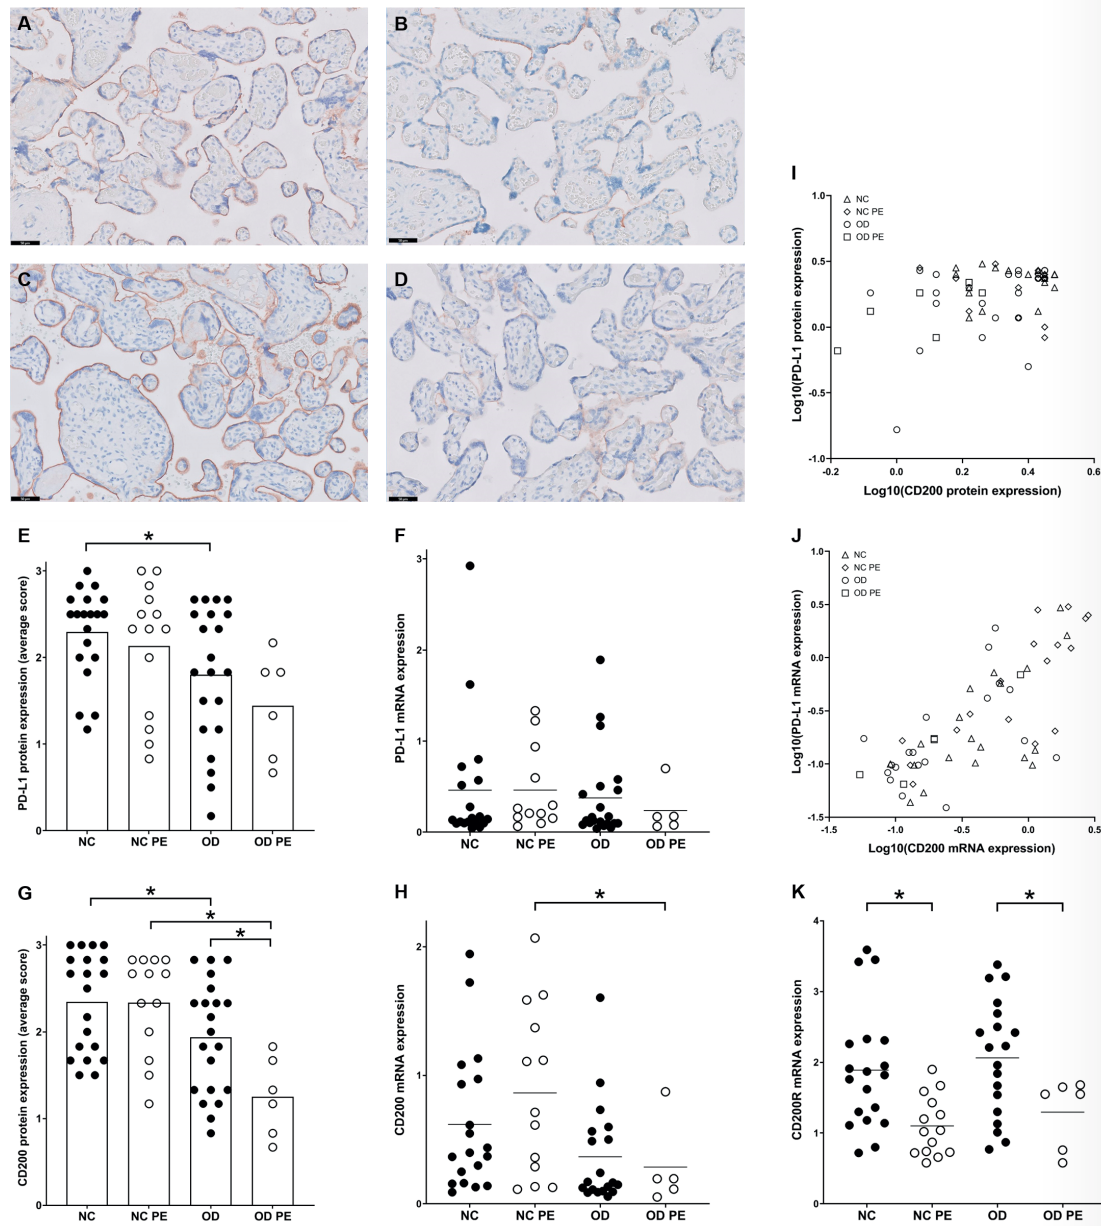 A
B
C
D
I
Log10(PD-L1 protein expression)
1.0
0.5
0.0
-0.5
-1.0
NC
NC PE
OD
OD PE
-0.2
0.0
0.2
0.4
0.6
Log10(CD200 protein expression)
E
PD-L1 protein expression (average score)
3
2
1
0
*
NC
NC PE
OD
OD PE
F
PD-L1 mRNA expression
3
2
1
0
NC
NC PE
OD
OD PE
J
Log10(PD-L1 mRNA expression)
1.0
0.5
0.0
-0.5
-1.0
-1.5
NC
NC PE
OD
OD PE
-1.5
-1.0
-0.5
0.0
0.5
Log10(CD200 mRNA expression)
G
CD200 protein expression (average score)
3
2
1
0
*
*
*
NC
NC PE
OD
OD PE
H
CD200 mRNA expression
2
1
0
*
NC
NC PE
OD
OD PE
K
CD200R mRNA expression
4
3
2
1
0
*
*
NC
NC PE
OD
OD PE